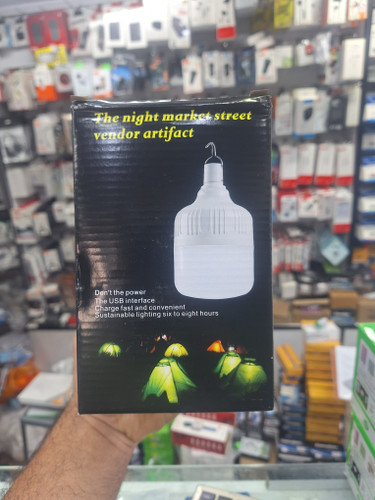 The night market street
vendor artifact
Don't the power
The USB interface
Charge fast and convenient
Sustainable lighting six to eight hours